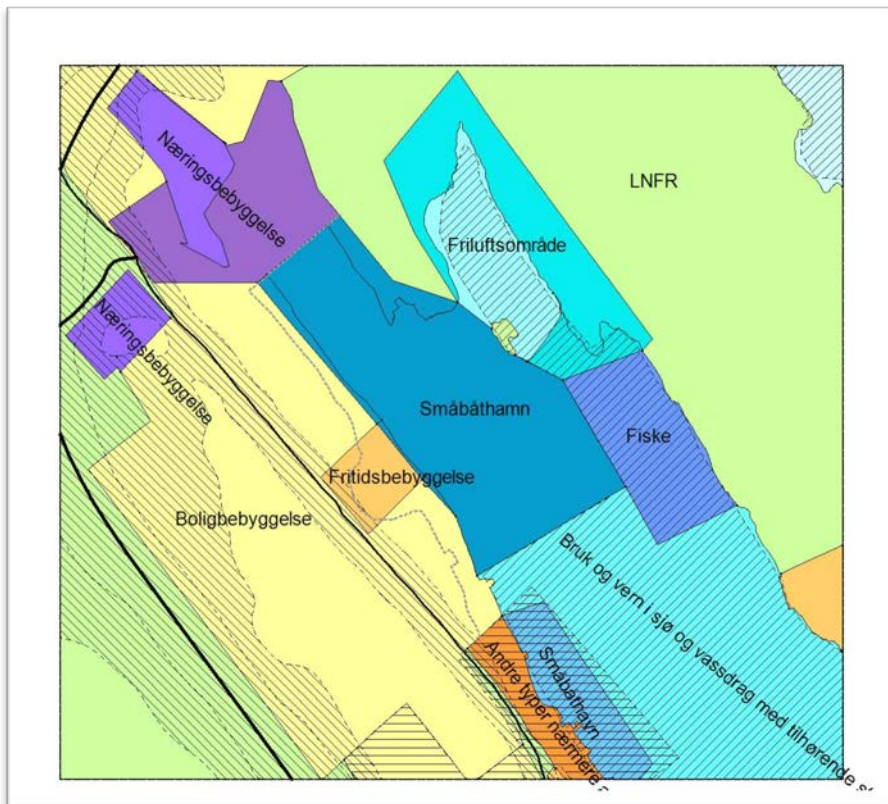 Næringsbebyggelse
LNFR
Friluftsområde
Næringsbebyggelse
Småbåthamn
Fiske
Fritidsbebyggelse
Boligbebyggelse
Bruk og vern i sjø og vassdrag med tilhørende
Småbåthavn
Andre typer nærmere